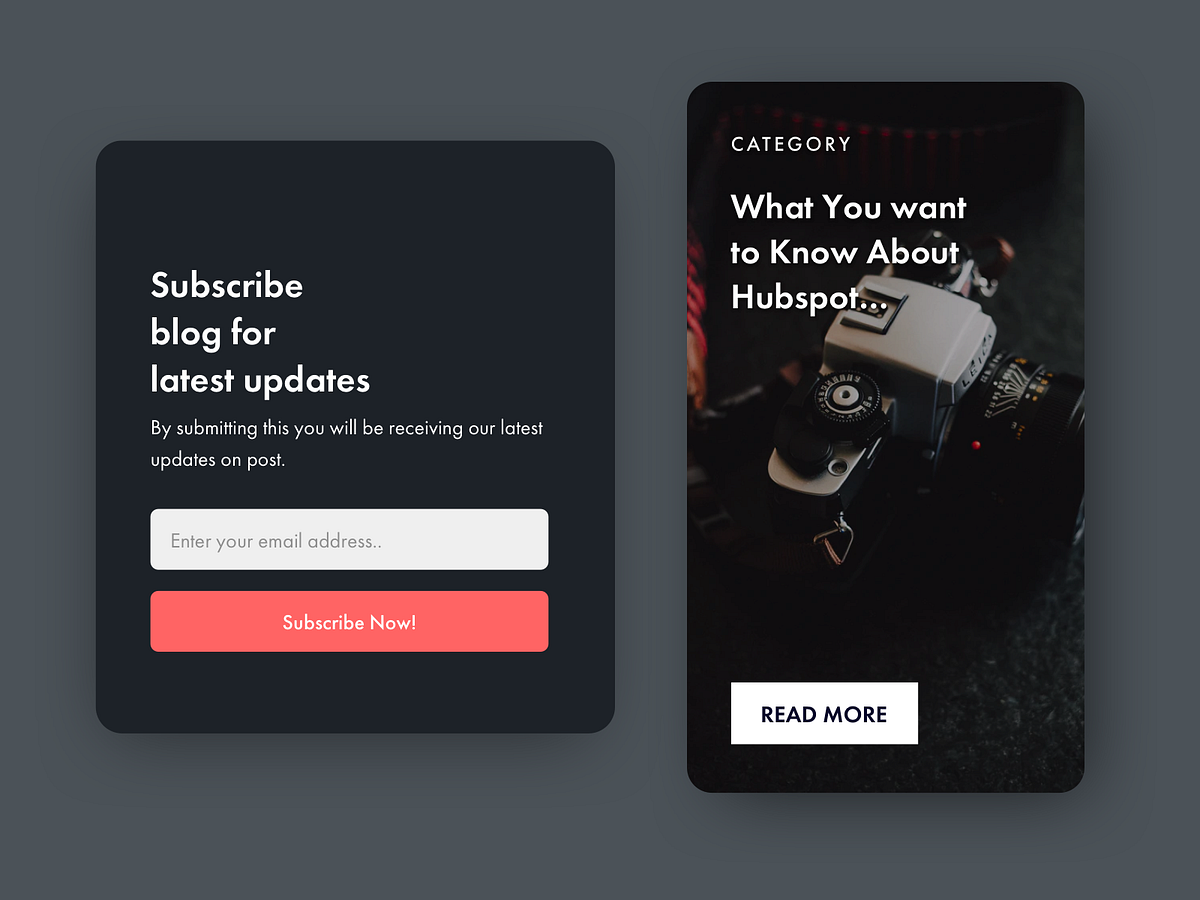 Subscribe
blog for
latest updates
By submitting this you will be receiving our latest
updates on post.
Enter your email address..
Subscribe Now!
CATEGORY
What You want
to Know About
Hubspot...
LEICA
READ MORE